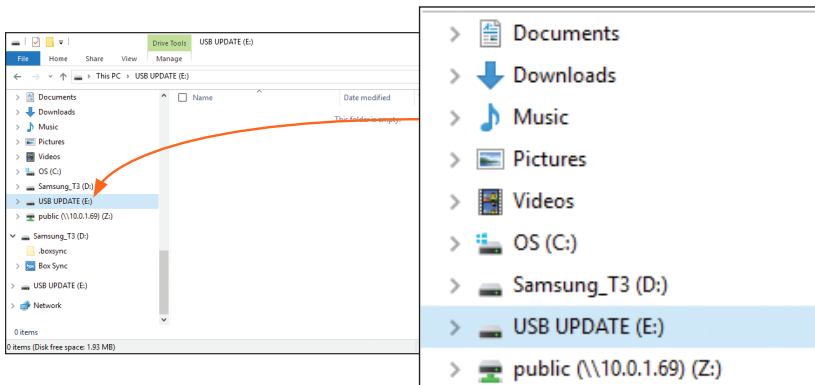 Drive Tools USB UPDATE (E:)
File Home Share View Manage
This PC > USB UPDATE (E:)
Documents
Downloads
Music
Pictures
Videos
OS (C:)
Samsung_T3 (D:)
USB UPDATE (E:)
public (\\10.0.1.69) (Z:)
Samsung_T3 (D:)
.boxsync
Box Sync
USB UPDATE (E:)
Network
Name Date modified
This folder is empty.
0 items
0 items (Disk free space: 1.93 MB)
Documents
Downloads
Music
Pictures
Videos
OS (C:)
Samsung_T3 (D:)
USB UPDATE (E:)
public (\\10.0.1.69) (Z:)